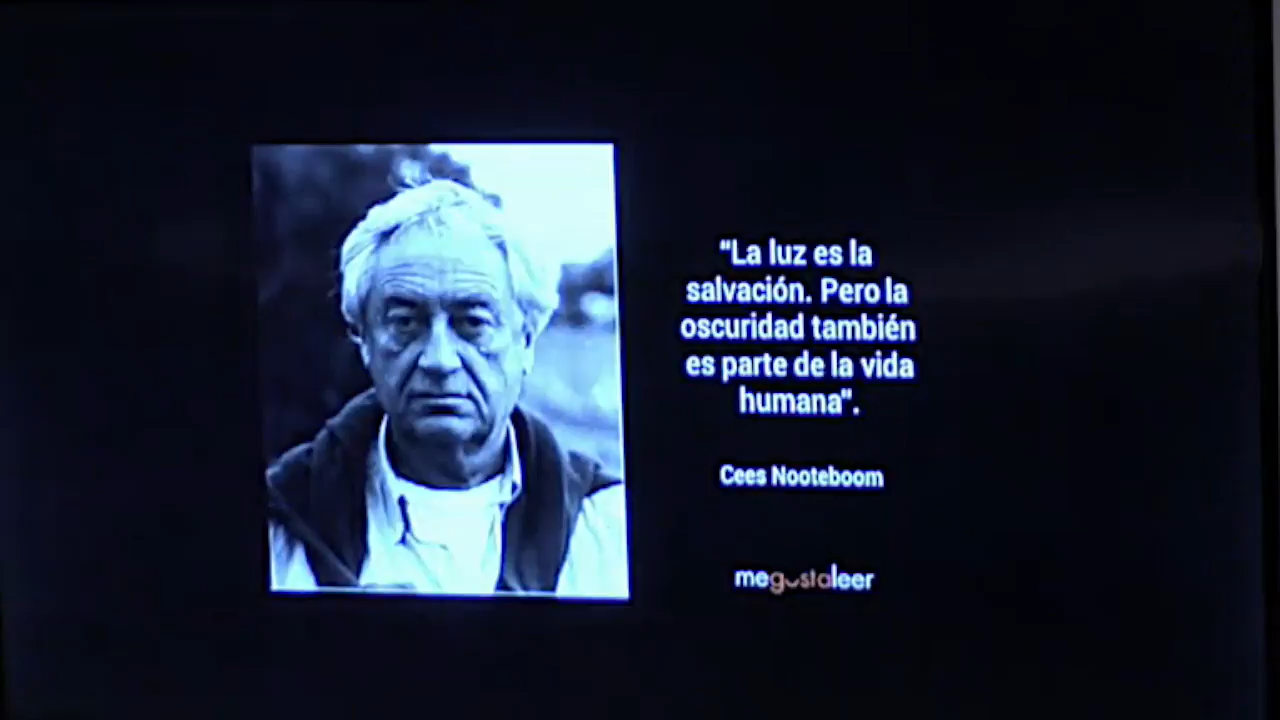 "La luz es la
salvación. Pero la
oscuridad también
es parte de la vida
humana".
Cees Nooteboom
megustaleer